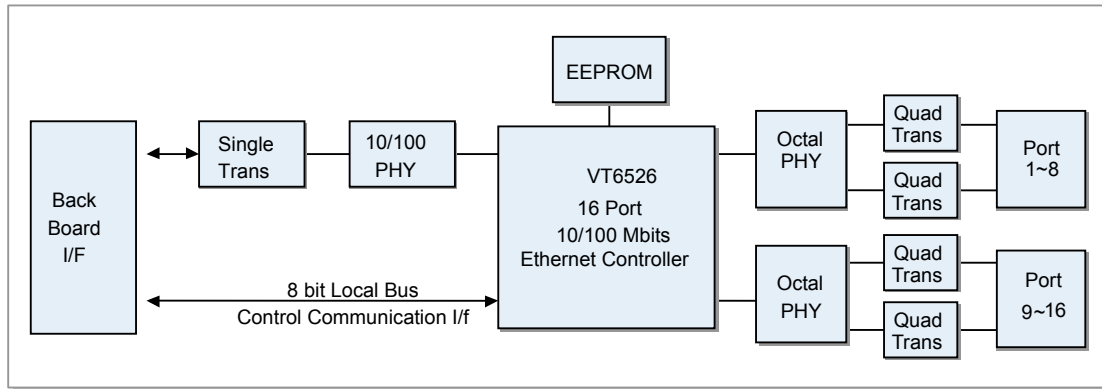 EEPROM
Back
Board
I/F
Single
Trans
10/100
PHY
VT6526
16 Port
10/100 Mbits
Ethernet Controller
8 bit Local Bus
Control Communication I/f
Octal
PHY
Quad
Trans
Quad
Trans
Port
1~8
Octal
PHY
Quad
Trans
Quad
Trans
Port
9~16